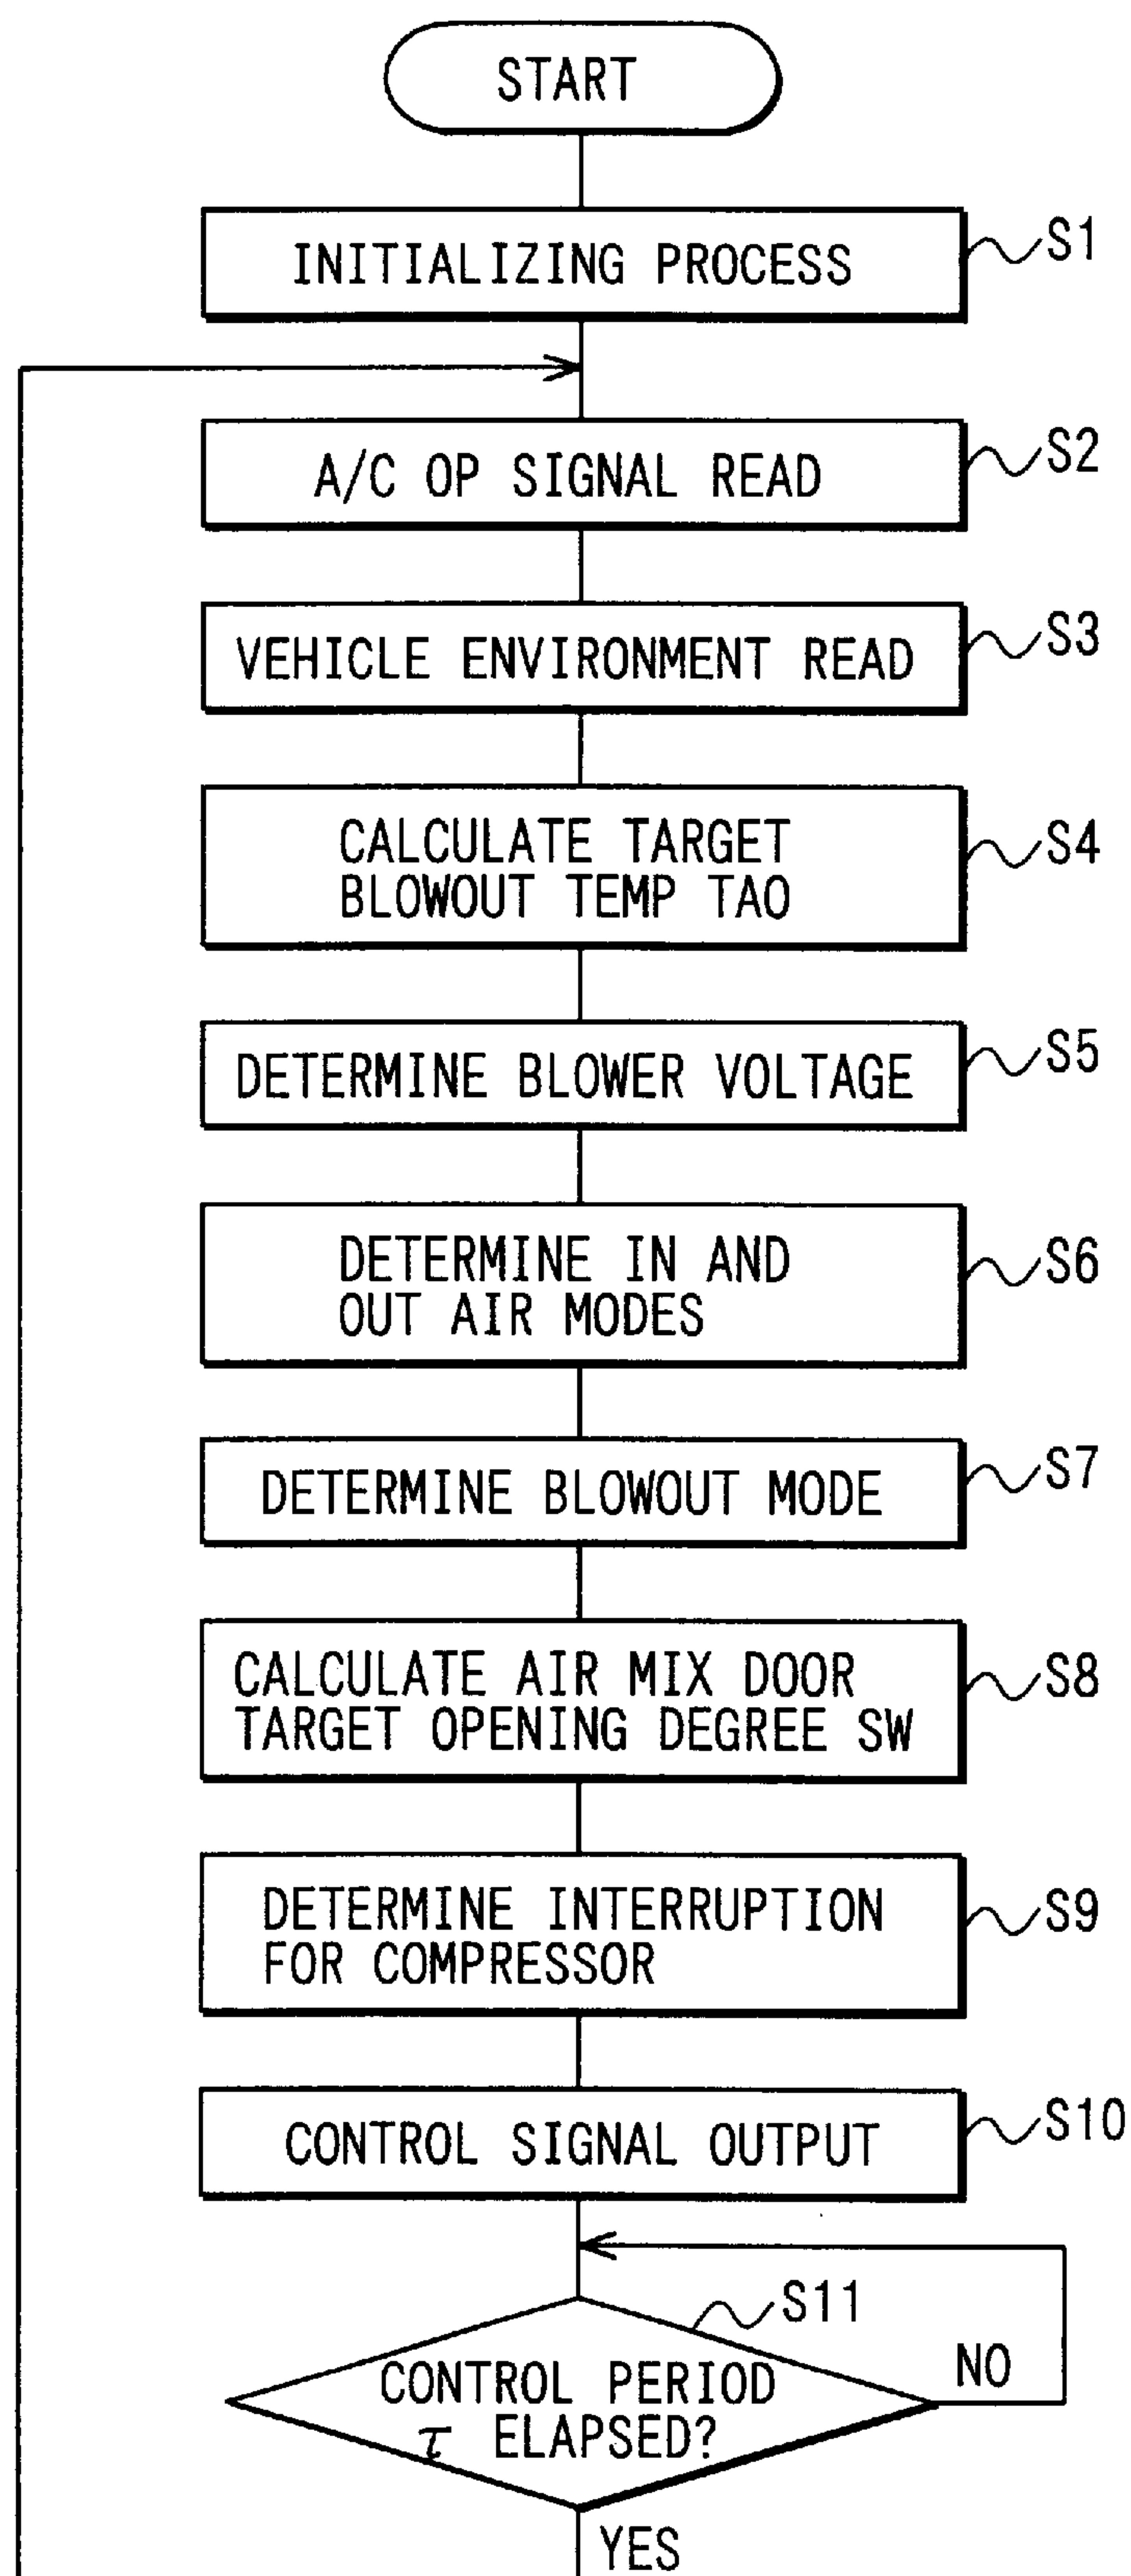 START
INITIALIZING PROCESS
S1
A/C OP SIGNAL READ
S2
VEHICLE ENVIRONMENT READ
S3
CALCULATE TARGET
BLOWOUT TEMP TAO
S4
DETERMINE BLOWER VOLTAGE
S5
DETERMINE IN AND
OUT AIR MODES
S6
DETERMINE BLOWOUT MODE
S7
CALCULATE AIR MIX DOOR
TARGET OPENING DEGREE SW
S8
DETERMINE INTERRUPTION
FOR COMPRESSOR
S9
CONTROL SIGNAL OUTPUT
S10
S11
CONTROL PERIOD
τ ELAPSED?
NO
YES